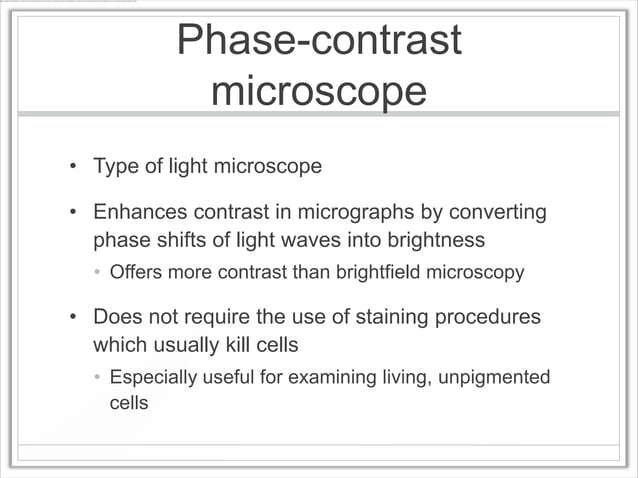 Phase-contrast
microscope
• Type of light microscope
• Enhances contrast in micrographs by converting
phase shifts of light waves into brightness
• Offers more contrast than brightfield microscopy
• Does not require the use of staining procedures
which usually kill cells
• Especially useful for examining living, unpigmented
cells